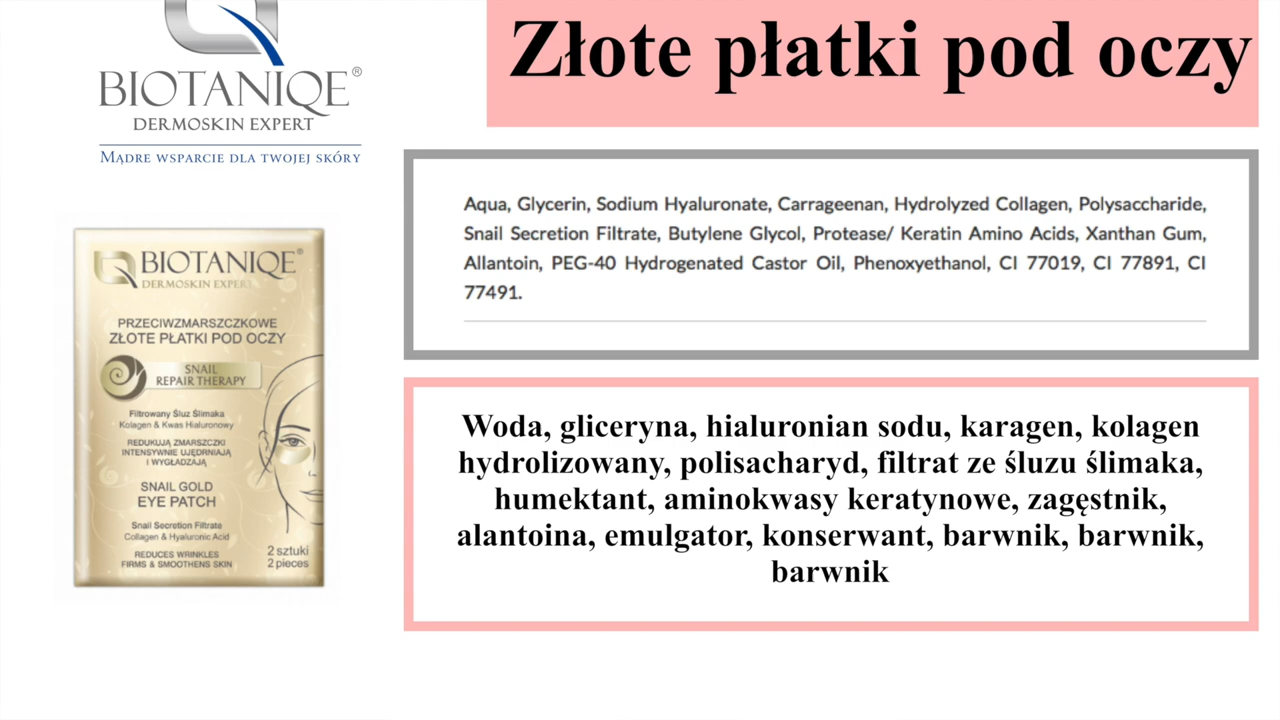 BIOTANIQE®
DERMOSKIN EXPERT
MĄDRE WSPARCIE DLA TWOJEJ SKÓRY
Złote płatki pod oczy
Aqua, Glycerin, Sodium Hyaluronate, Carrageenan, Hydrolyzed Collagen, Polysaccharide,
Snail Secretion Filtrate, Butylene Glycol, Protease/ Keratin Amino Acids, Xanthan Gum,
Allantoin, PEG-40 Hydrogenated Castor Oil, Phenoxyethanol, CI 77019, CI 77891, CI
77491.
Woda, gliceryna, hialuronian sodu, karagen, kolagen
hydrolizowany, polisacharyd, filtrat ze śluzu ślimaka,
humektant, aminokwasy keratynowe, zagęstnik,
alantoina, emulgator, konserwant, barwnik, barwnik,
barwnik
BIOTANIQE®
DERMOSKIN EXPERT
PRZECIWZMARSZCZKOWE
ZŁOTE PŁATKI POD OCZY
SNAIL
REPAIR THERAPY
Filtrowany Śluz Ślimaka
Kolagen & Kwas Hialuronowy
REDUKUJĄ ZMARSZCZKI
INTENSYWNIE UJĘDRNIAJĄ
I WYGŁADZAJĄ
SNAIL GOLD
EYE PATCH
Snail Secretion Filtrate
Collagen & Hyaluronic Acid
REDUCES WRINKLES
FIRMS & SMOOTHENS SKIN
2 sztuki
2 pieces